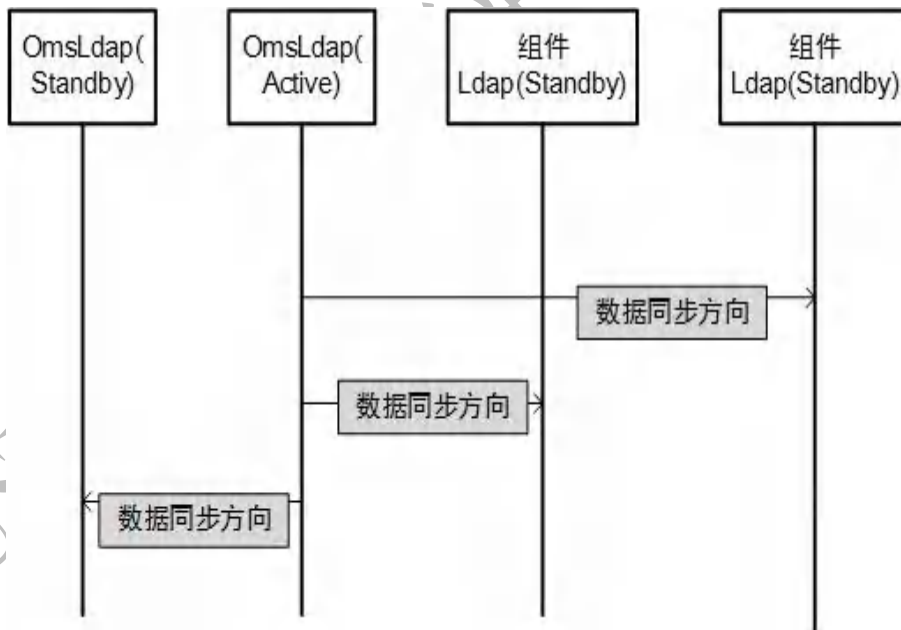 OmsLdap(
Standby)
OmsLdap(
Active)
组件
Ldap(Standby)
组件
Ldap(Standby)
数据同步方向
数据同步方向
数据同步方向